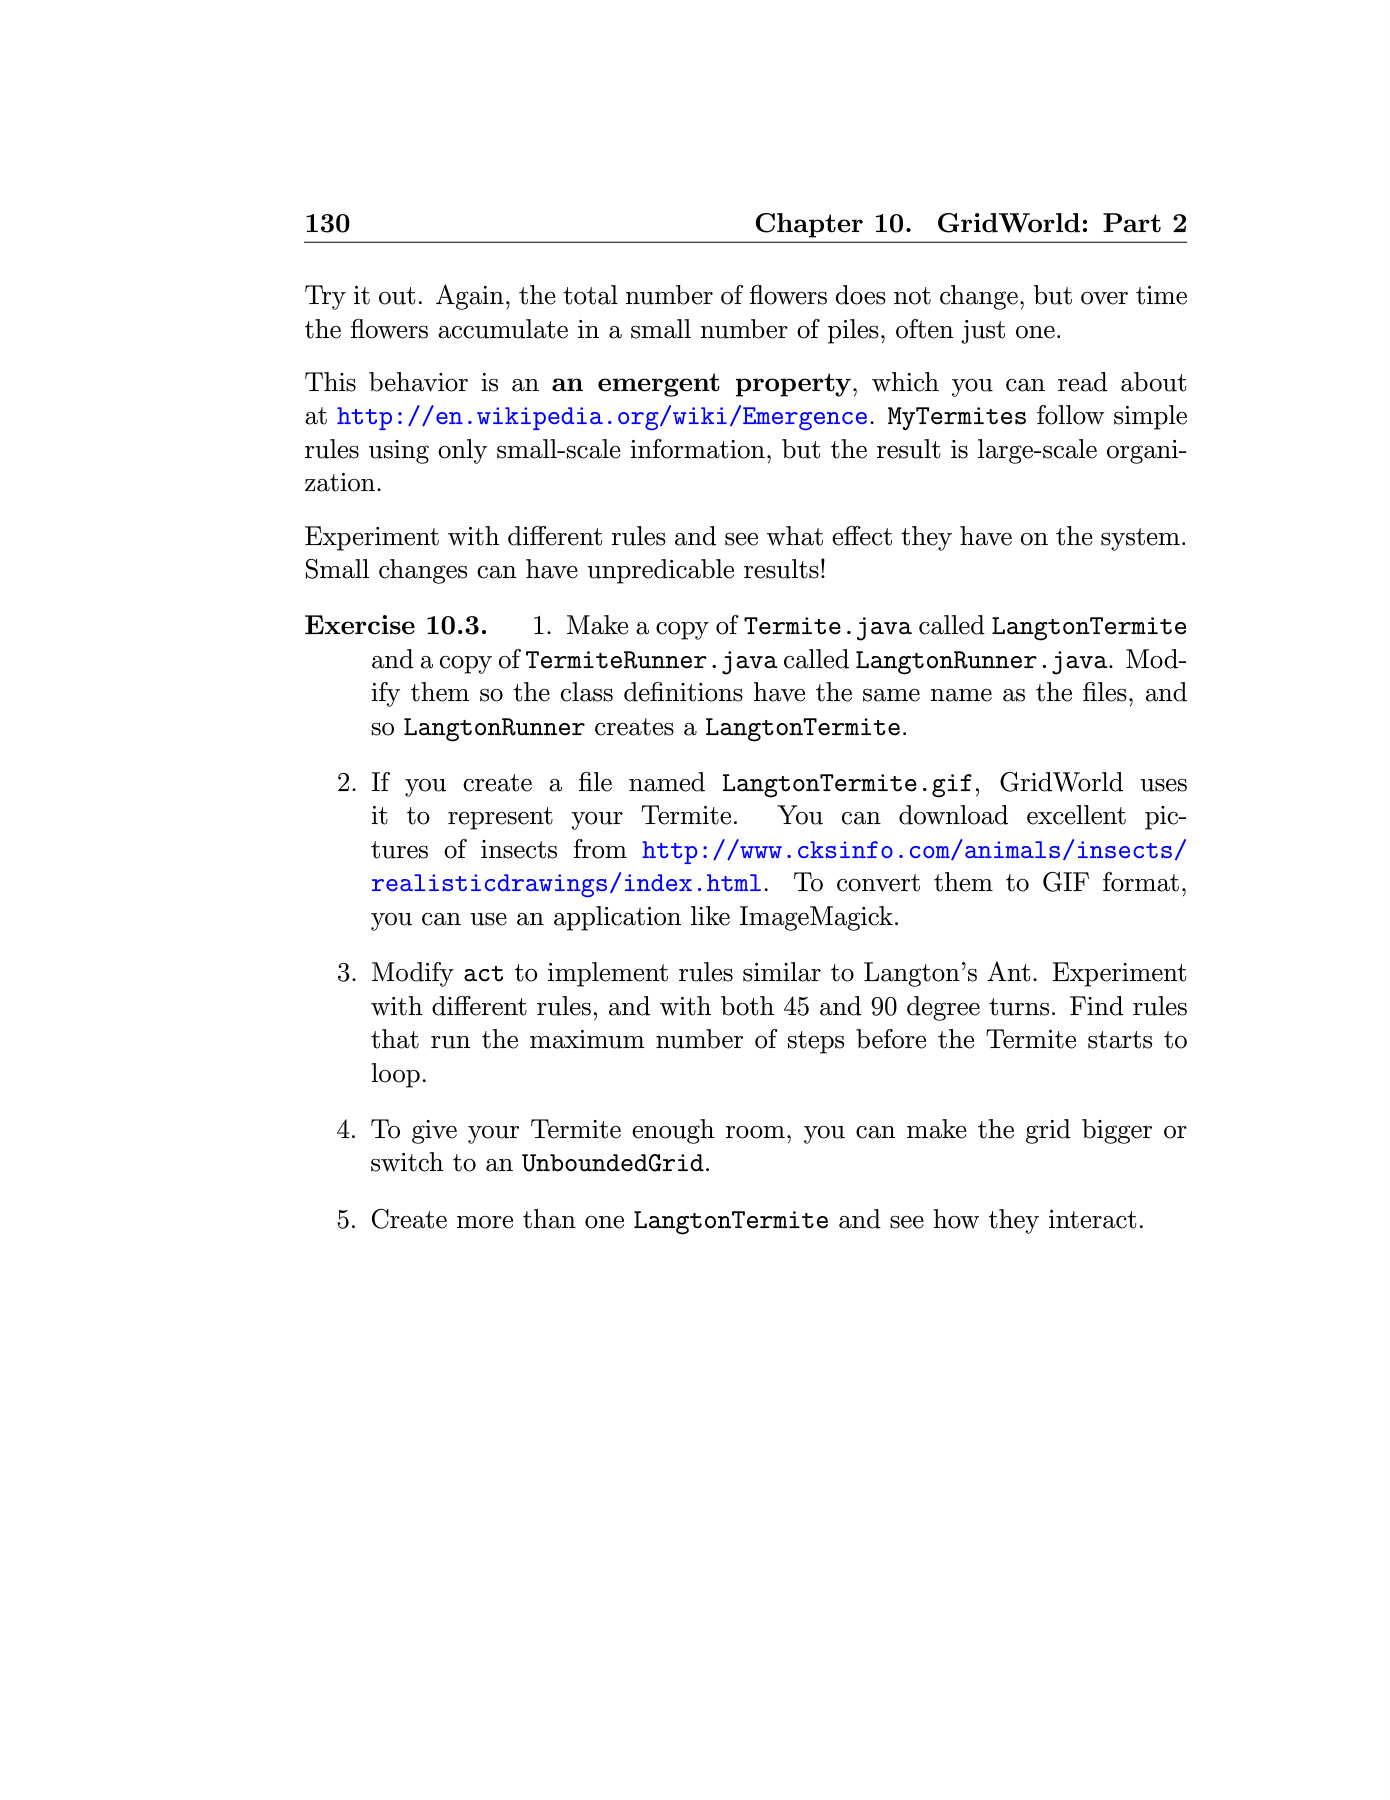 130 Chapter 10. GridWorld: Part 2
Try it out. Again, the total number of flowers does not change, but over time
the flowers accumulate in a small number of piles, often just one.
This behavior is an an emergent property, which you can read about
at http://en.wikipedia.org/wiki/Emergence. MyTermites follow simple
rules using only small-scale information, but the result is large-scale organi-
zation.
Experiment with different rules and see what effect they have on the system.
Small changes can have unpredicable results!
Exercise 10.3. 1. Make a copy of Termite.java called LangtonTermite
and a copy of TermiteRunner.java called LangtonRunner.java. Mod-
ify them so the class definitions have the same name as the files, and
so LangtonRunner creates a LangtonTermite.
2. If you create a file named LangtonTermite.gif, GridWorld uses
it to represent your Termite. You can download excellent pic-
tures of insects from http://www.cksinfo.com/animals/insects/
realisticdrawings/index.html. To convert them to GIF format,
you can use an application like ImageMagick.
3. Modify act to implement rules similar to Langton's Ant. Experiment
with different rules, and with both 45 and 90 degree turns. Find rules
that run the maximum number of steps before the Termite starts to
loop.
4. To give your Termite enough room, you can make the grid bigger or
switch to an UnboundedGrid.
5. Create more than one LangtonTermite and see how they interact.